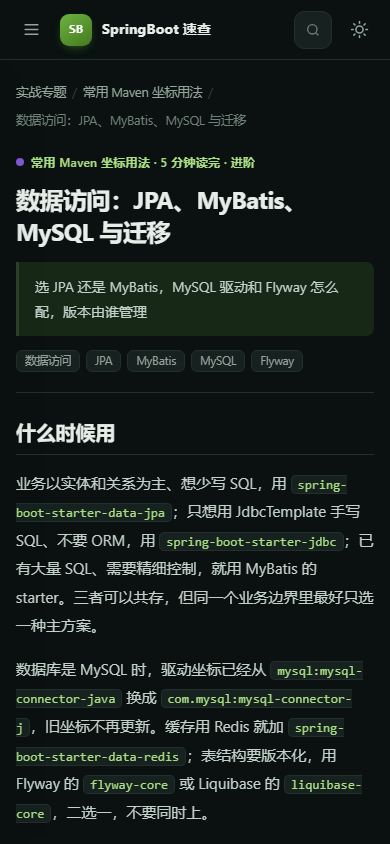 SB SpringBoot 速查
实战专题 / 常用 Maven 坐标用法 /
数据访问：JPA、MyBatis、MySQL 与迁移
常用 Maven 坐标用法 · 5 分钟读完 · 进阶
数据访问：JPA、MyBatis、
MySQL 与迁移
选 JPA 还是 MyBatis，MySQL 驱动和 Flyway 怎么
配，版本由谁管理
数据访问 JPA MyBatis MySQL Flyway
什么时候用
业务以实体和关系为主、想少写 SQL，用 spring-
boot-starter-data-jpa；只想用 JdbcTemplate 手写
SQL、不要 ORM，用 spring-boot-starter-jdbc；已
有大量 SQL、需要精细控制，就用 MyBatis 的
starter。三者可以共存，但同一个业务边界里最好只选
一种主方案。
数据库是 MySQL 时，驱动坐标已经从 mysql:mysql-
connector-java 换成 com.mysql:mysql-connector-
j，旧坐标不再更新。缓存用 Redis 就加 spring-
boot-starter-data-redis；表结构要版本化，用
Flyway 的 flyway-core 或 Liquibase 的 liquibase-
core，二选一，不要同时上。